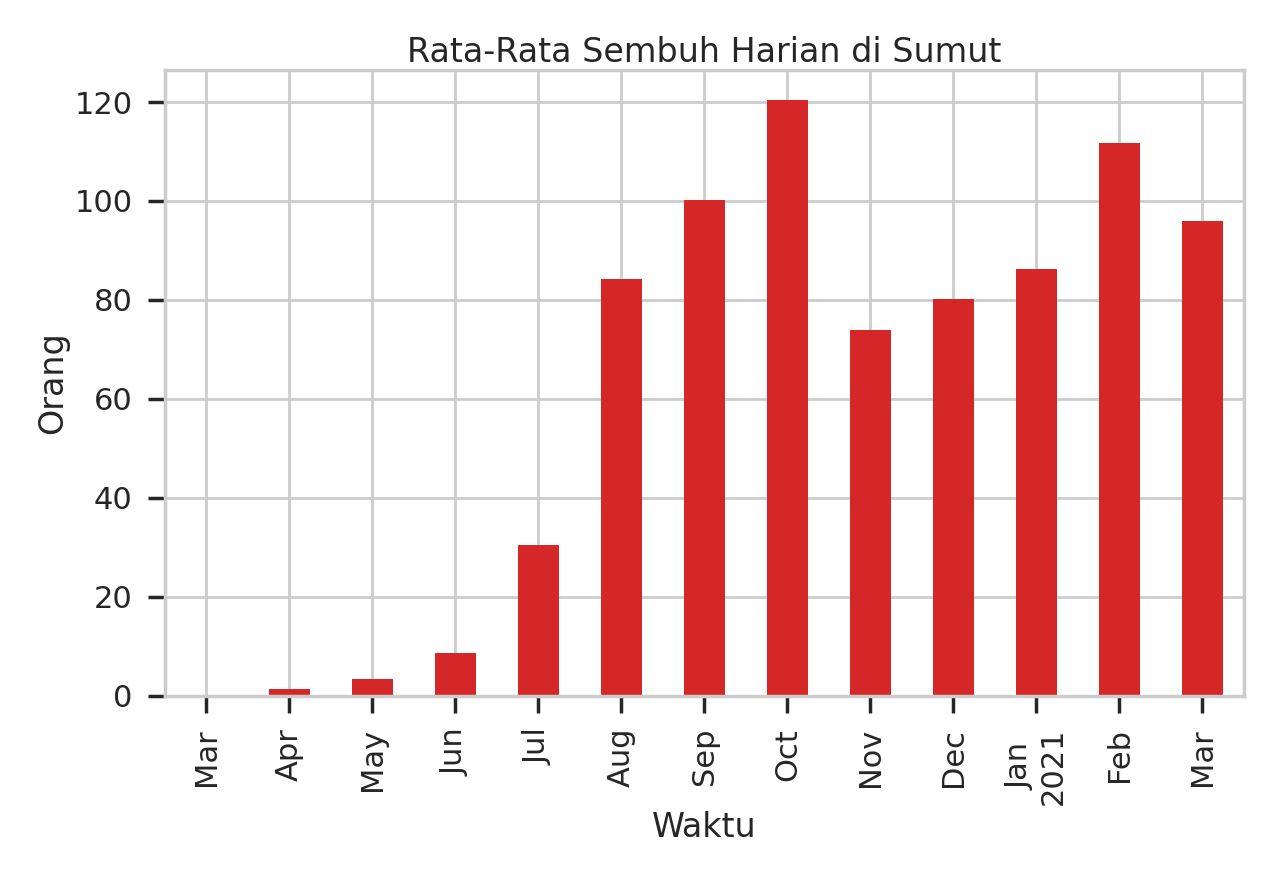 Rata-Rata Sembuh Harian di Sumut
120
100
80
60
40
20
0
Orang
Mar
Apr
May
Jun
Jul
Aug
Sep
Oct
Nov
Dec
Jan
2021
Feb
Mar
Waktu